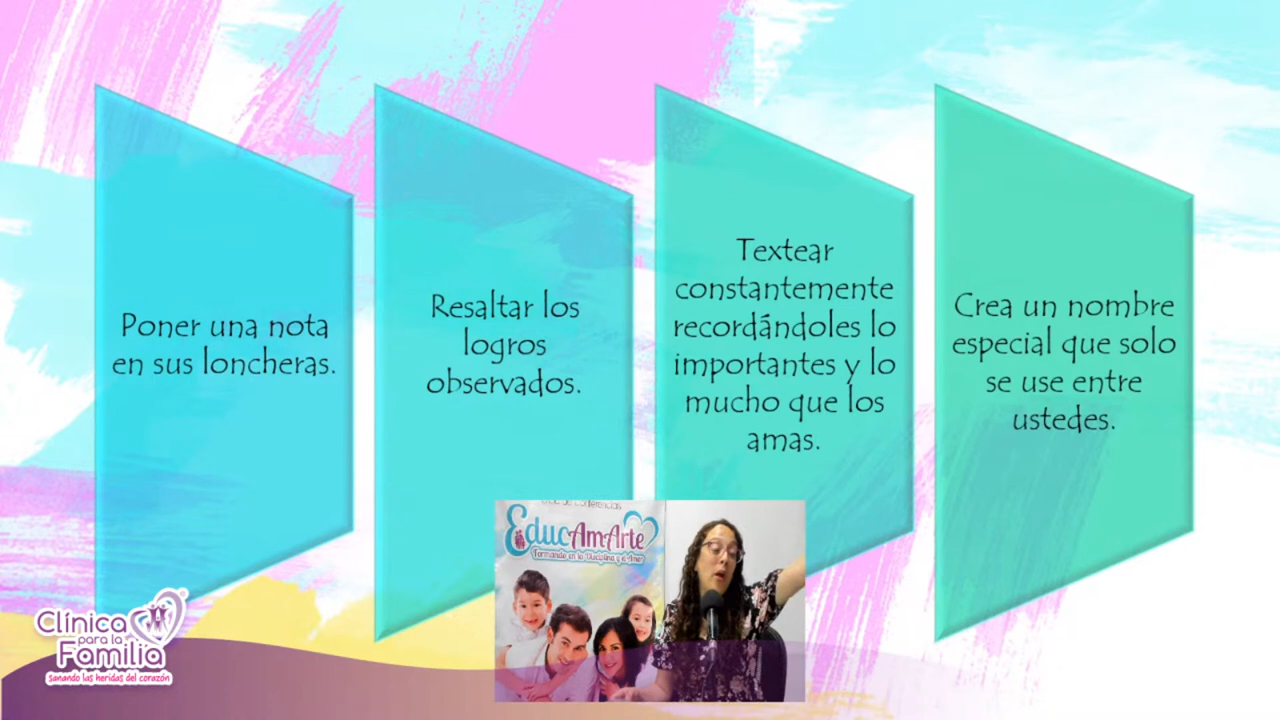 Poner una nota
en sus loncheras.
Resaltar los
logros
observados.
Textear
constantemente
recordándoles lo
importantes y lo
mucho que los
amas.
Crea un nombre
especial que solo
se use entre
ustedes.
de Conferencias
EducAmArte
Formando en la Disciplina y el Amor
Clínica
para la
Familia
sanando las heridas del corazón